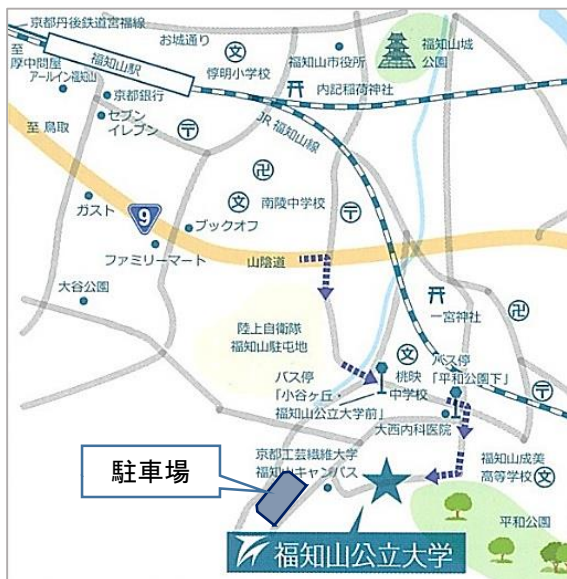 京都丹後鉄道宮福線
お城通り
至
厚中問屋
アールイン福知山
福知山駅
文
惇明小学校
福知山市役所
福知山城
公園
京都銀行
セブン
イレブン
内記稲荷神社
至 鳥取
JR 福知山線
文
南陵中学校
ガスト
9
ブックオフ
ファミリーマート
山陰道
大谷公園
一宮神社
陸上自衛隊
福知山駐屯地
バス停
「小谷ヶ丘・
福知山公立大学前」
文
桃映
中学校
バス停
「平和公園下」
大西内科医院
京都工芸繊維大学
福知山キャンパス
福知山成美
高等学校
文
駐車場
平和公園
福知山公立大学